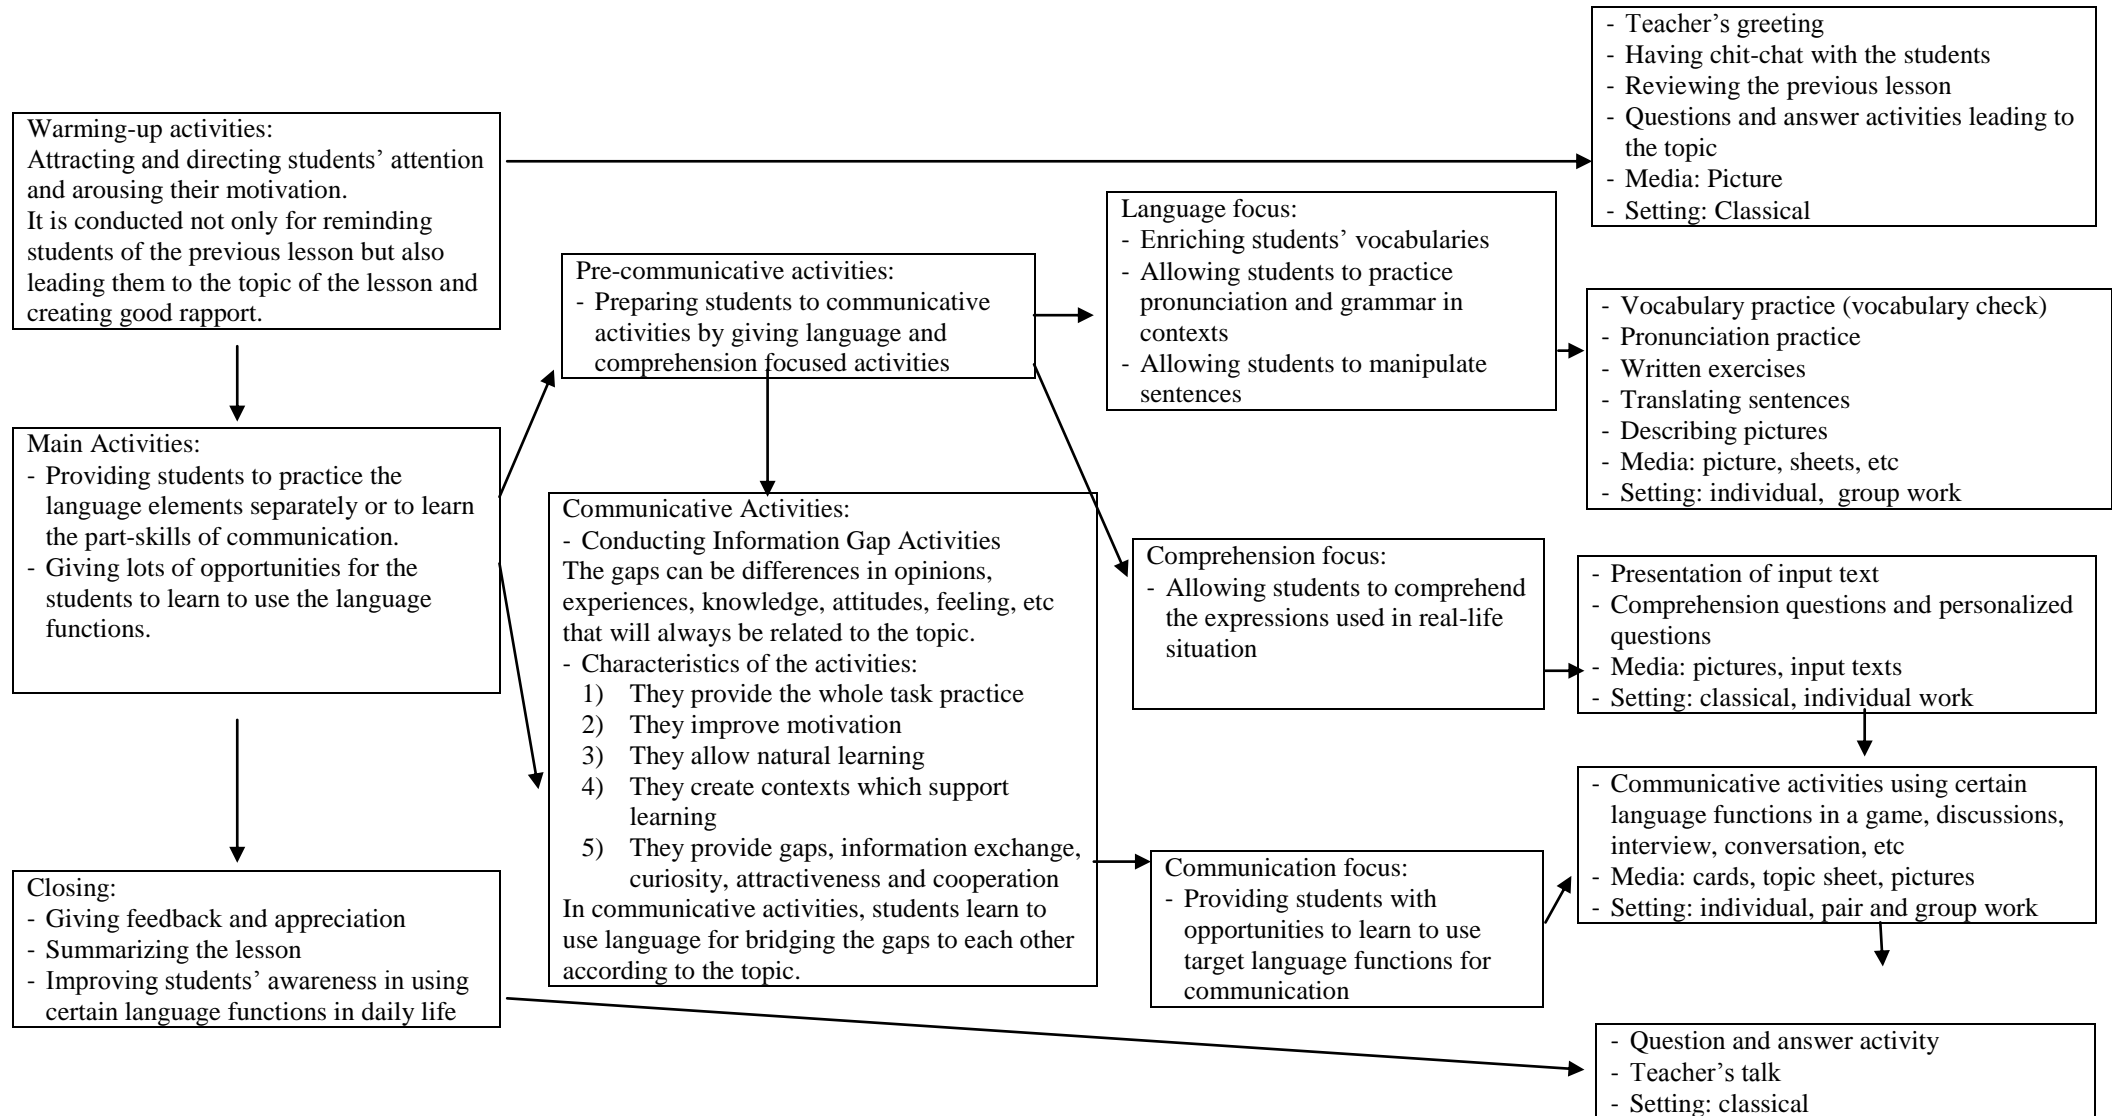 Warming-up activities:
Attracting and directing students’ attention
and arousing their motivation.
It is conducted not only for reminding
students of the previous lesson but also
leading them to the topic of the lesson and
creating good rapport.
Main Activities:
- Providing students to practice the
language elements separately or to learn
the part-skills of communication.
- Giving lots of opportunities for the
students to learn to use the language
functions.
Closing:
- Giving feedback and appreciation
- Summarizing the lesson
- Improving students’ awareness in using
certain language functions in daily life
Pre-communicative activities:
- Preparing students to communicative
activities by giving language and
comprehension focused activities
Communicative Activities:
- Conducting Information Gap Activities
The gaps can be differences in opinions,
experiences, knowledge, attitudes, feeling, etc
that will always be related to the topic.
- Characteristics of the activities:
1) They provide the whole task practice
2) They improve motivation
3) They allow natural learning
4) They create contexts which support
learning
5) They provide gaps, information exchange,
curiosity, attractiveness and cooperation
In communicative activities, students learn to
use language for bridging the gaps to each other
according to the topic.
Language focus:
- Enriching students’ vocabularies
- Allowing students to practice
pronunciation and grammar in
contexts
- Allowing students to manipulate
sentences
Comprehension focus:
- Allowing students to comprehend
the expressions used in real-life
situation
Communication focus:
- Providing students with
opportunities to learn to use
target language functions for
communication
- Teacher’s greeting
- Having chit-chat with the students
- Reviewing the previous lesson
- Questions and answer activities leading to
the topic
- Media: Picture
- Setting: Classical
- Vocabulary practice (vocabulary check)
- Pronunciation practice
- Written exercises
- Translating sentences
- Describing pictures
- Media: picture, sheets, etc
- Setting: individual, group work
- Presentation of input text
- Comprehension questions and personalized
questions
- Media: pictures, input texts
- Setting: classical, individual work
- Communicative activities using certain
language functions in a game, discussions,
interview, conversation, etc
- Media: cards, topic sheet, pictures
- Setting: individual, pair and group work
- Question and answer activity
- Teacher’s talk
- Setting: classical